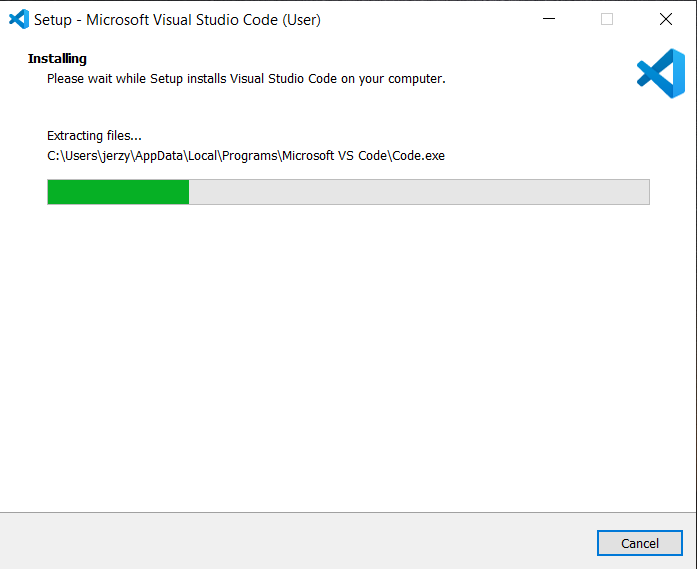 Setup - Microsoft Visual Studio Code (User)
Installing
Please wait while Setup installs Visual Studio Code on your computer.
Extracting files...
C:\Users\jerzy\AppData\Local\Programs\Microsoft VS Code\Code.exe
Cancel